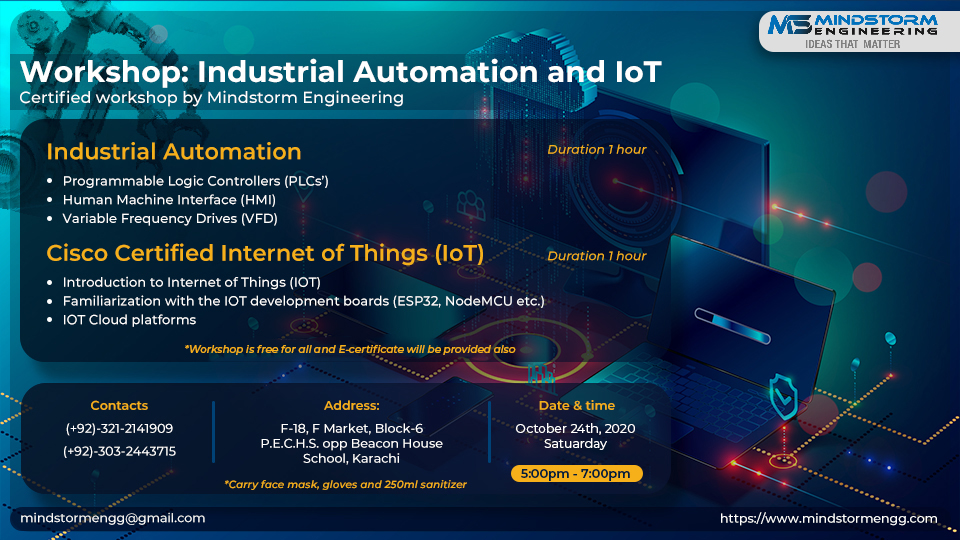 MS MINDSTORM
ENGINEERING
IDEAS THAT MATTER
Workshop: Industrial Automation and IoT
Certified workshop by Mindstorm Engineering
Industrial Automation
Duration 1 hour
• Programmable Logic Controllers (PLCs')
• Human Machine Interface (HMI)
• Variable Frequency Drives (VFD)
Cisco Certified Internet of Things (IoT)
Duration 1 hour
• Introduction to Internet of Things (IOT)
• Familiarization with the IOT development boards (ESP32, NodeMCU etc.)
• IOT Cloud platforms
*Workshop is free for all and E-certificate will be provided also
Contacts
(+92)-321-2141909
(+92)-303-2443715
Address:
F-18, F Market, Block-6
P.E.C.H.S. opp Beacon House
School, Karachi
*Carry face mask, gloves and 250ml sanitizer
Date & time
October 24th, 2020
Satuarday
5:00pm - 7:00pm
mindstormengg@gmail.com
https://www.mindstormengg.com